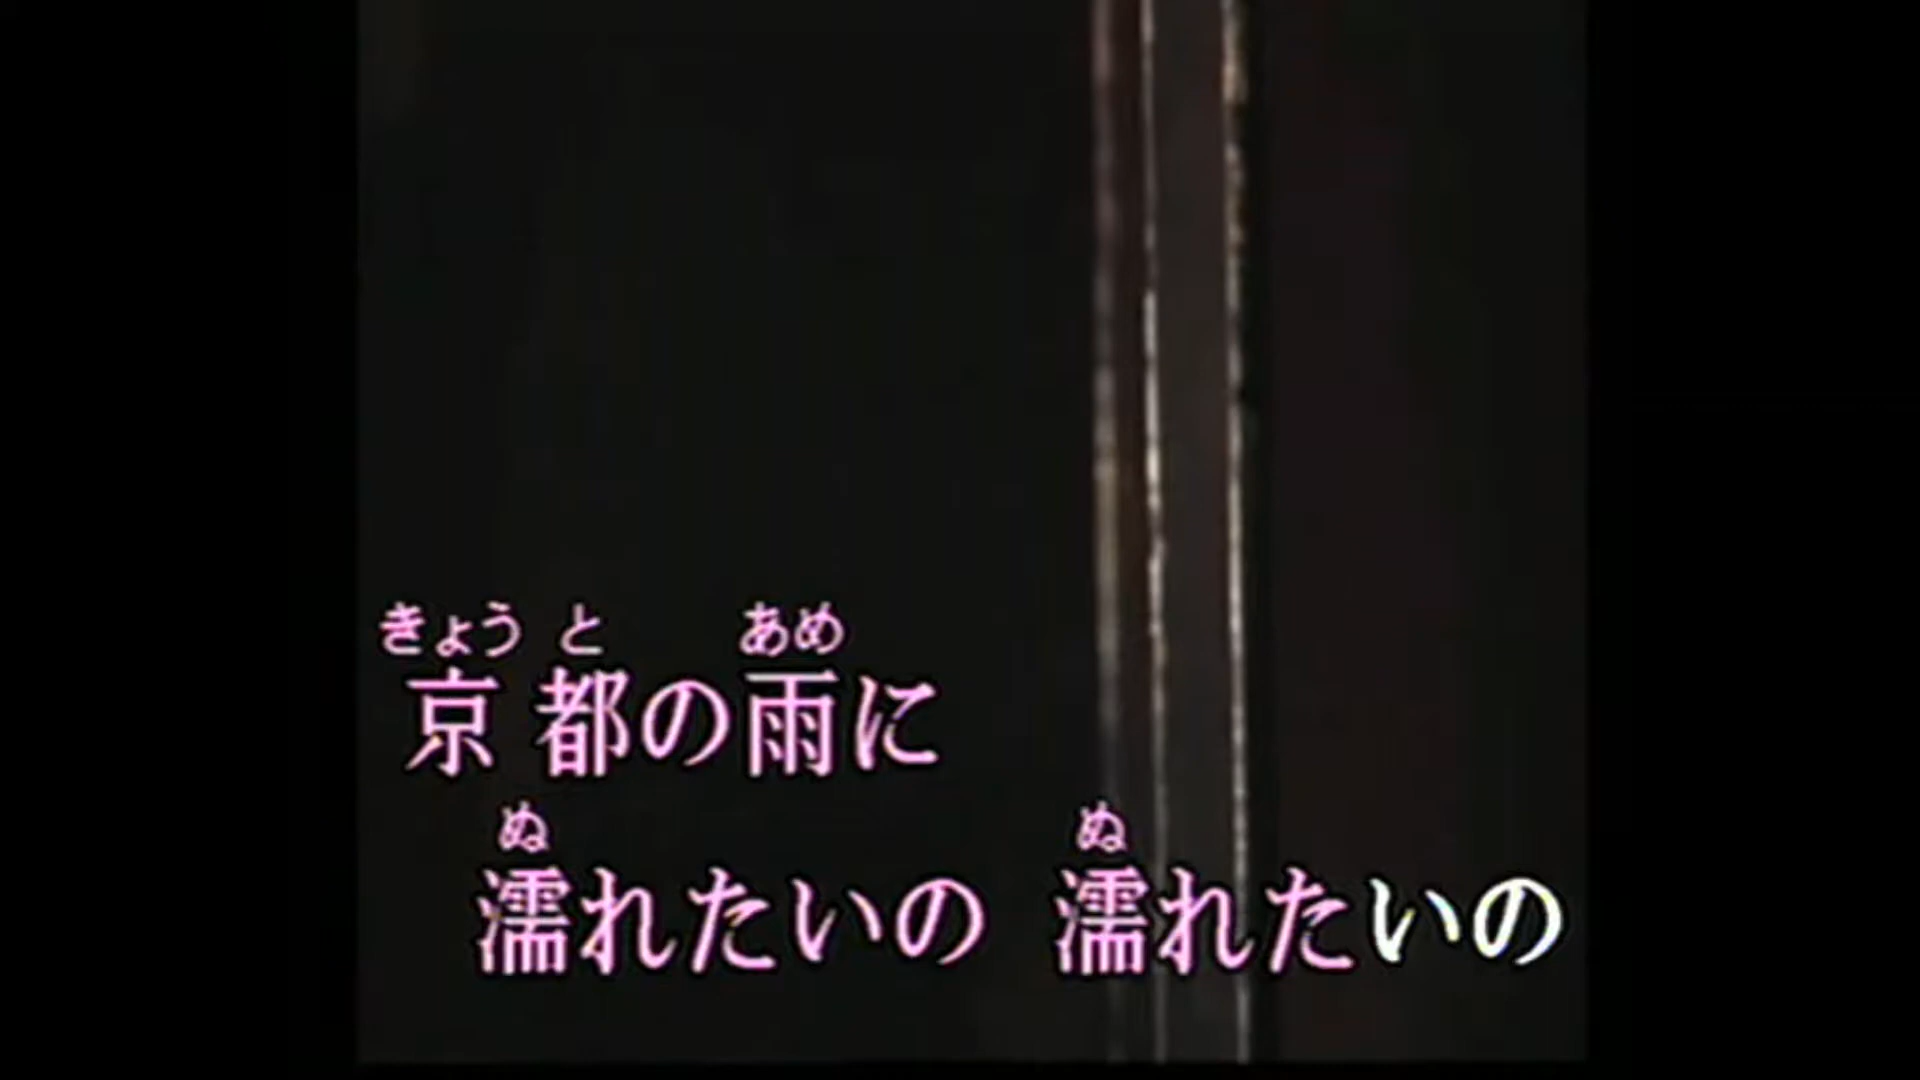 きょうと あめ
京都の雨に
ぬ ぬ
濡れたいの 濡れたいの